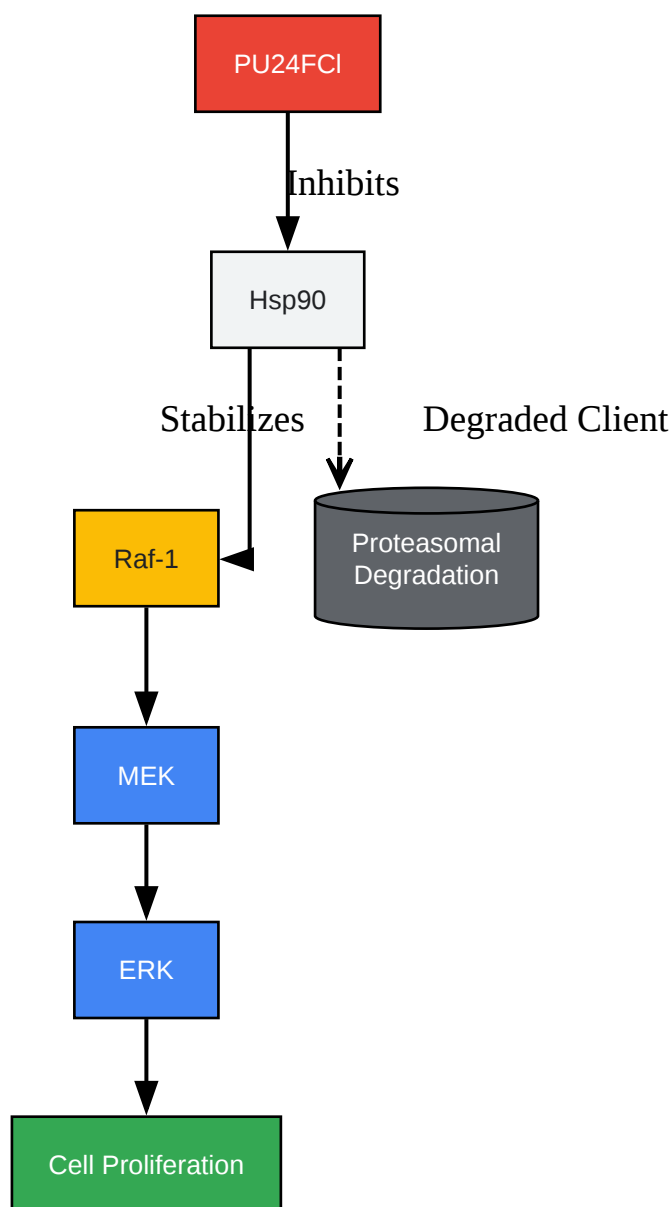 PU24FCl
Inhibits
Hsp90
Stabilizes
Degraded Client
Raf-1
Proteasomal
Degradation
MEK
ERK
Cell Proliferation